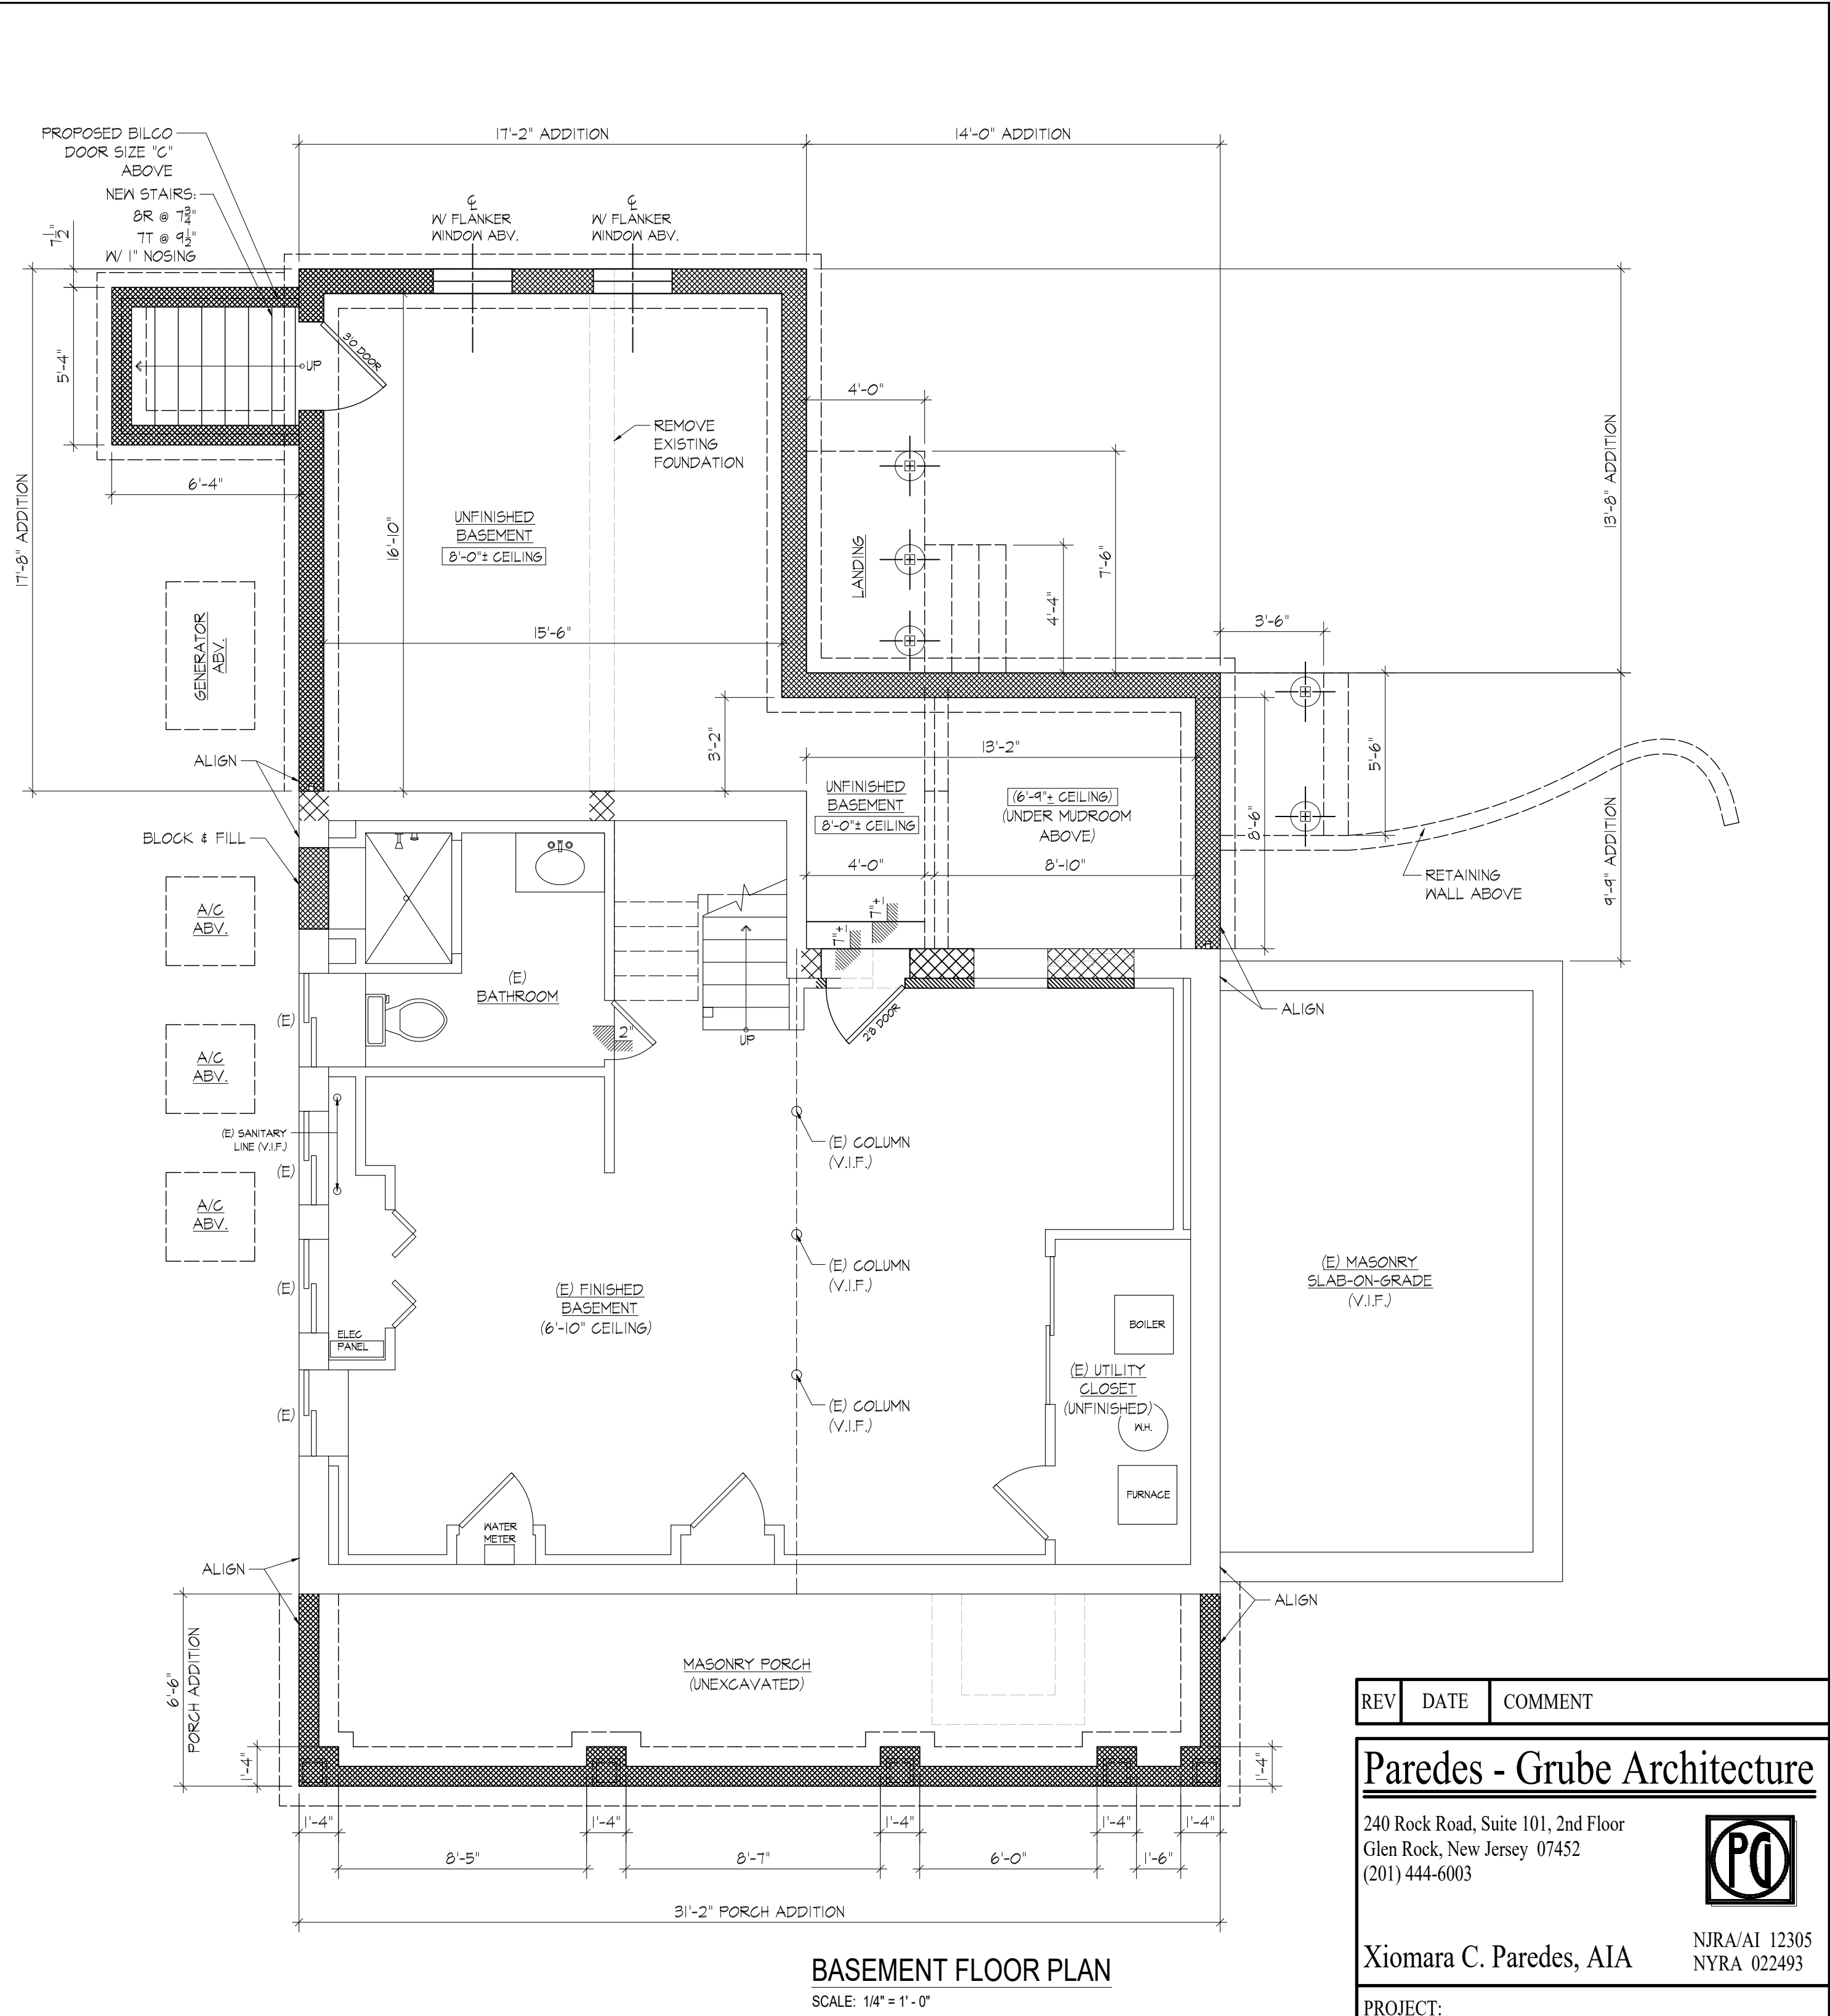 17'-2" ADDITION
14'-0" ADDITION
PROPOSED BILCO
DOOR SIZE "C"
ABOVE
NEW STAIRS:
8R @ 7 3/4"
7T @ 9 1/2"
W/ 1" NOSING
7 1/2"
℄
W/ FLANKER
WINDOW ABV.
℄
W/ FLANKER
WINDOW ABV.
5'-4"
3'0 DOOR
UP
6'-4"
17'-8" ADDITION
16'-10"
REMOVE
EXISTING
FOUNDATION
4'-0"
13'-8" ADDITION
UNFINISHED
BASEMENT
8'-0"± CEILING
LANDING
7'-6"
4'-4"
15'-6"
3'-6"
GENERATOR
ABV.
ALIGN
3'-2"
13'-2"
5'-6"
UNFINISHED
BASEMENT
8'-0"± CEILING
(6'-9"± CEILING)
(UNDER MUDROOM
ABOVE)
8'-6"
BLOCK & FILL
4'-0"
8'-10"
RETAINING
WALL ABOVE
9'-9" ADDITION
A/C
ABV.
7"±
7"±
(E)
BATHROOM
(E)
2"
UP
2'8 DOOR
ALIGN
A/C
ABV.
(E) SANITARY
LINE (V.I.F.)
(E) COLUMN
(V.I.F.)
(E)
A/C
ABV.
(E) COLUMN
(V.I.F.)
(E) MASONRY
SLAB-ON-GRADE
(V.I.F.)
(E)
(E) FINISHED
BASEMENT
(6'-10" CEILING)
ELEC
PANEL
BOILER
(E) UTILITY
CLOSET
(UNFINISHED)
W.H.
(E)
(E) COLUMN
(V.I.F.)
FURNACE
WATER
METER
ALIGN
ALIGN
6'-6"
PORCH ADDITION
MASONRY PORCH
(UNEXCAVATED)
1'-4"
1'-4"
1'-4"
1'-4"
1'-4"
1'-4"
1'-4"
8'-5"
8'-7"
6'-0"
1'-6"
31'-2" PORCH ADDITION
BASEMENT FLOOR PLAN
SCALE: 1/4" = 1' - 0"
REV DATE COMMENT
Paredes - Grube Architecture
240 Rock Road, Suite 101, 2nd Floor
Glen Rock, New Jersey 07452
(201) 444-6003
PG
Xiomara C. Paredes, AIA
NJRA/AI 12305
NYRA 022493
PROJECT: